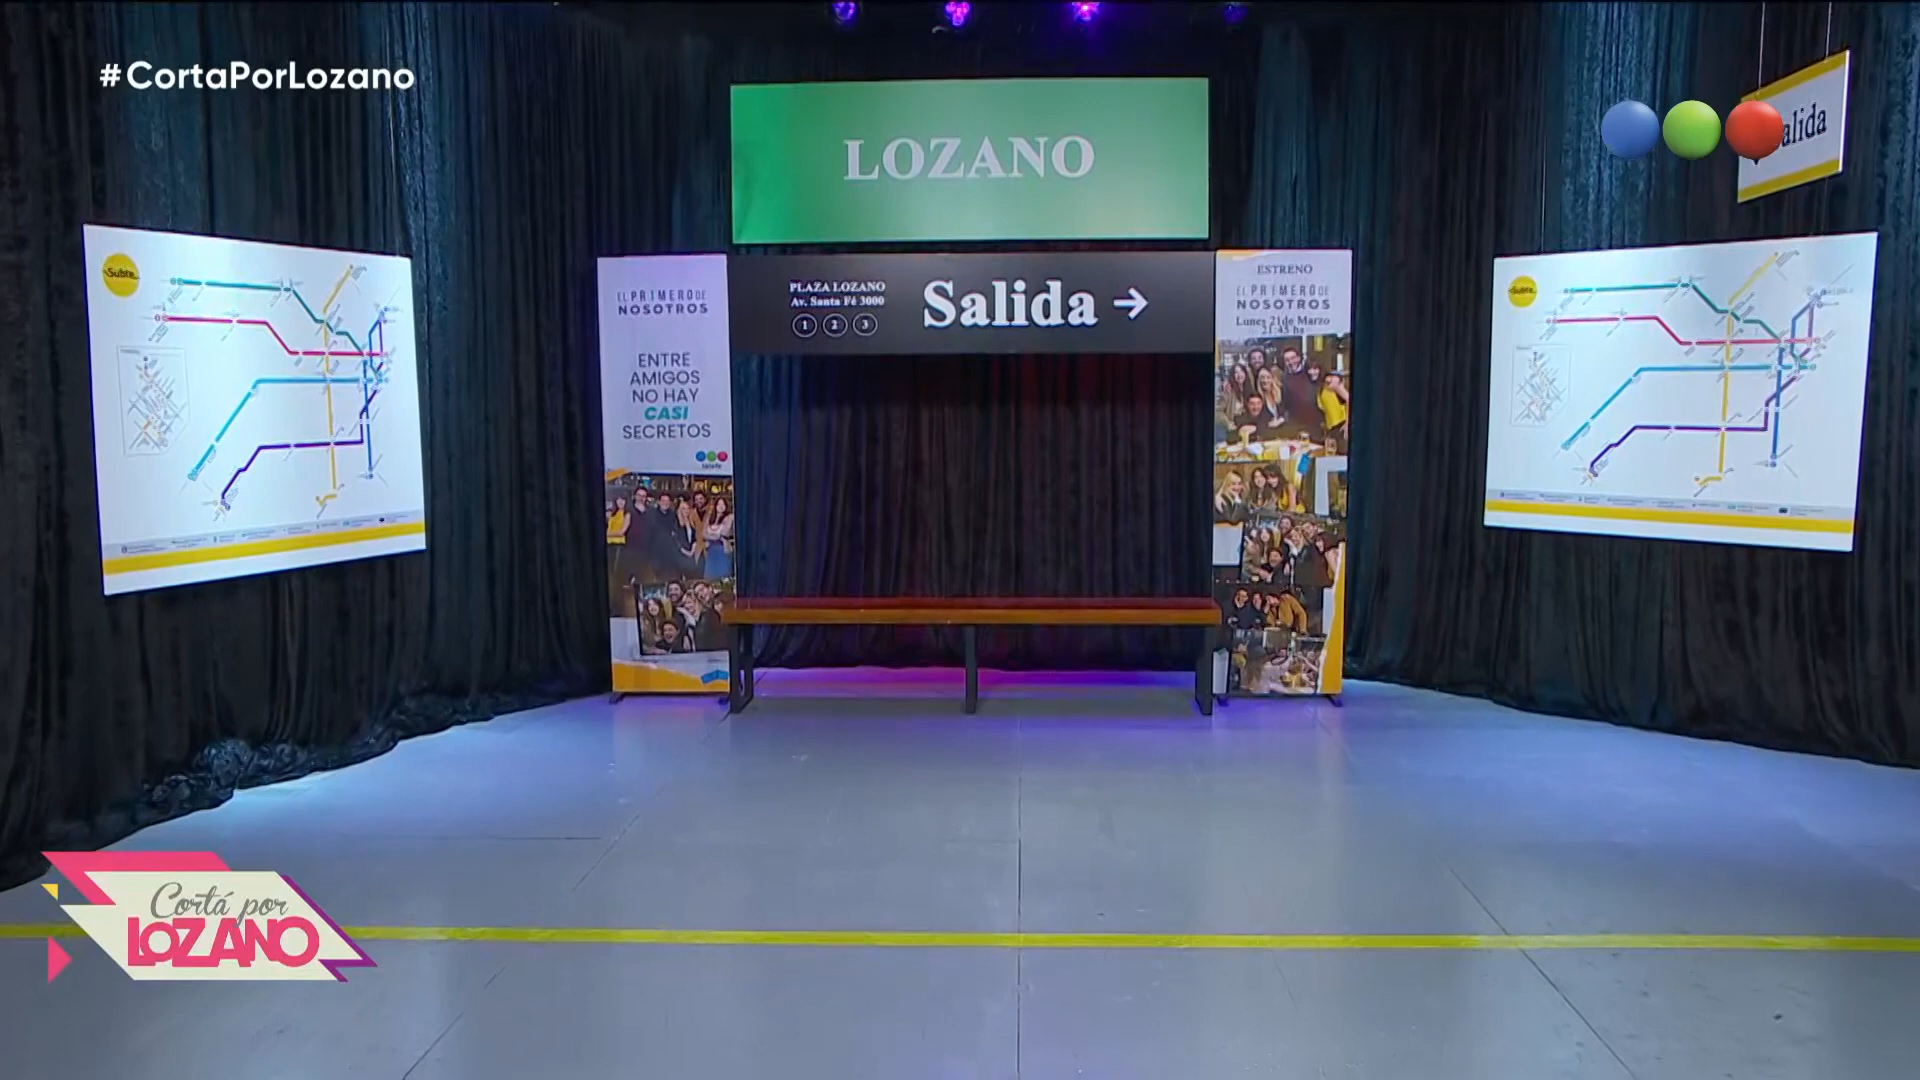 #CortaPorLozano
LOZANO
alida
Subte
EL PRIMERO DE
NOSOTROS
ENTRE
AMIGOS
NO HAY
CASI
SECRETOS
telefe
PLAZA LOZANO
Av. Santa Fé 3000
1 2 3
Salida →
ESTRENO
EL PRIMERO DE
NOSOTROS
Lunes 21de Marzo
21:45 hs
Subte
Cortá por
LOZANO